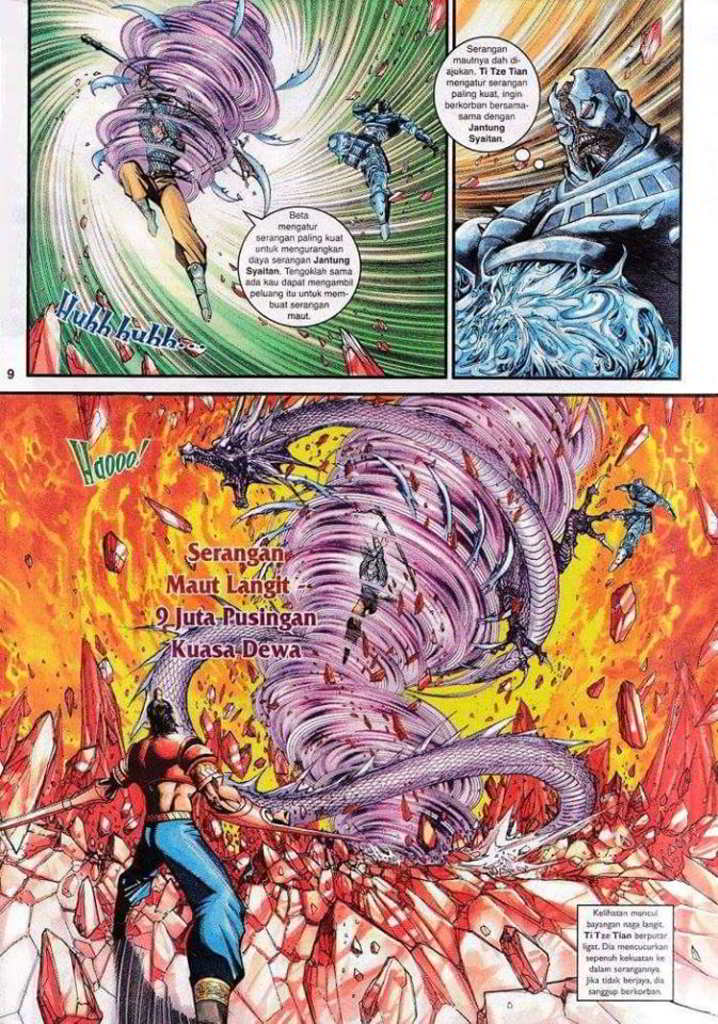 Beta
mengatur
serangan paling kuat
untuk mengurangkan
daya serangan Jantung
Syaitan. Tengoklah sama
ada kau dapat mengambil
peluang itu untuk mem-
buat serangan
maut.
Huhh huhh...
Serangan
mautnya dah di-
ajukan. Ti Tze Tian
mengatur serangan
paling kuat, ingin
berkorban bersama-
sama dengan
Jantung
Syaitan.
9
Haooo!
Serangan
Maut Langit --
9 Juta Pusingan
Kuasa Dewa
Kelihatan muncul
bayangan naga langit.
Ti Tze Tian berputar
ligat. Dia mencucurkan
sepenuh kekuatan ke
dalam serangannya.
Jika tidak berjaya, dia
sanggup berkorban.